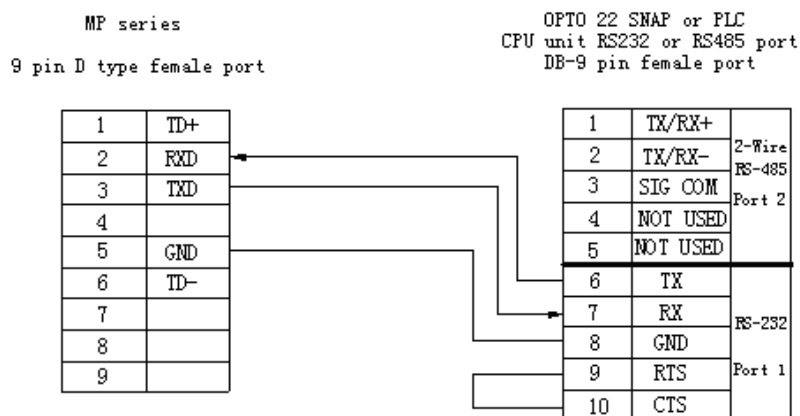 MP series
9 pin D type female port
OPTO 22 SNAP or PLC
CPU unit RS232 or RS485 port
DB-9 pin female port
1 TD+
2 RXD
3 TXD
4
5 GND
6 TD-
7
8
9
1 TX/RX+
2 TX/RX-
3 SIG COM
4 NOT USED
5 NOT USED
2-Wire
RS-485
Port 2
6 TX
7 RX
8 GND
9 RTS
10 CTS
RS-232
Port 1